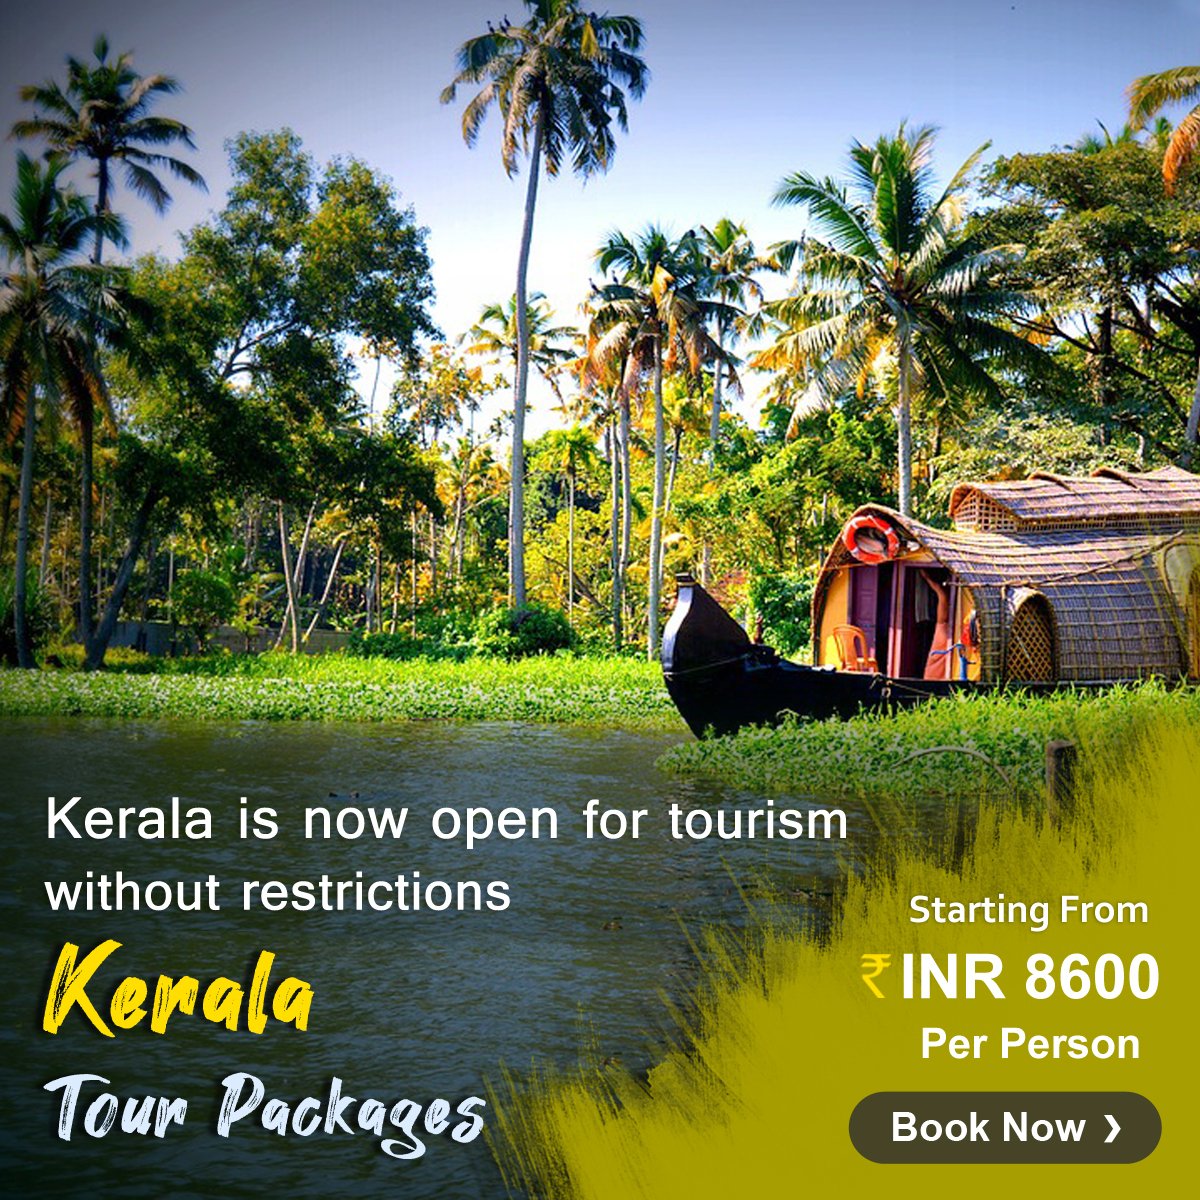 Kerala is now open for tourism
without restrictions
Kerala
Tour Packages
Starting From
₹ INR 8600
Per Person
Book Now ❯